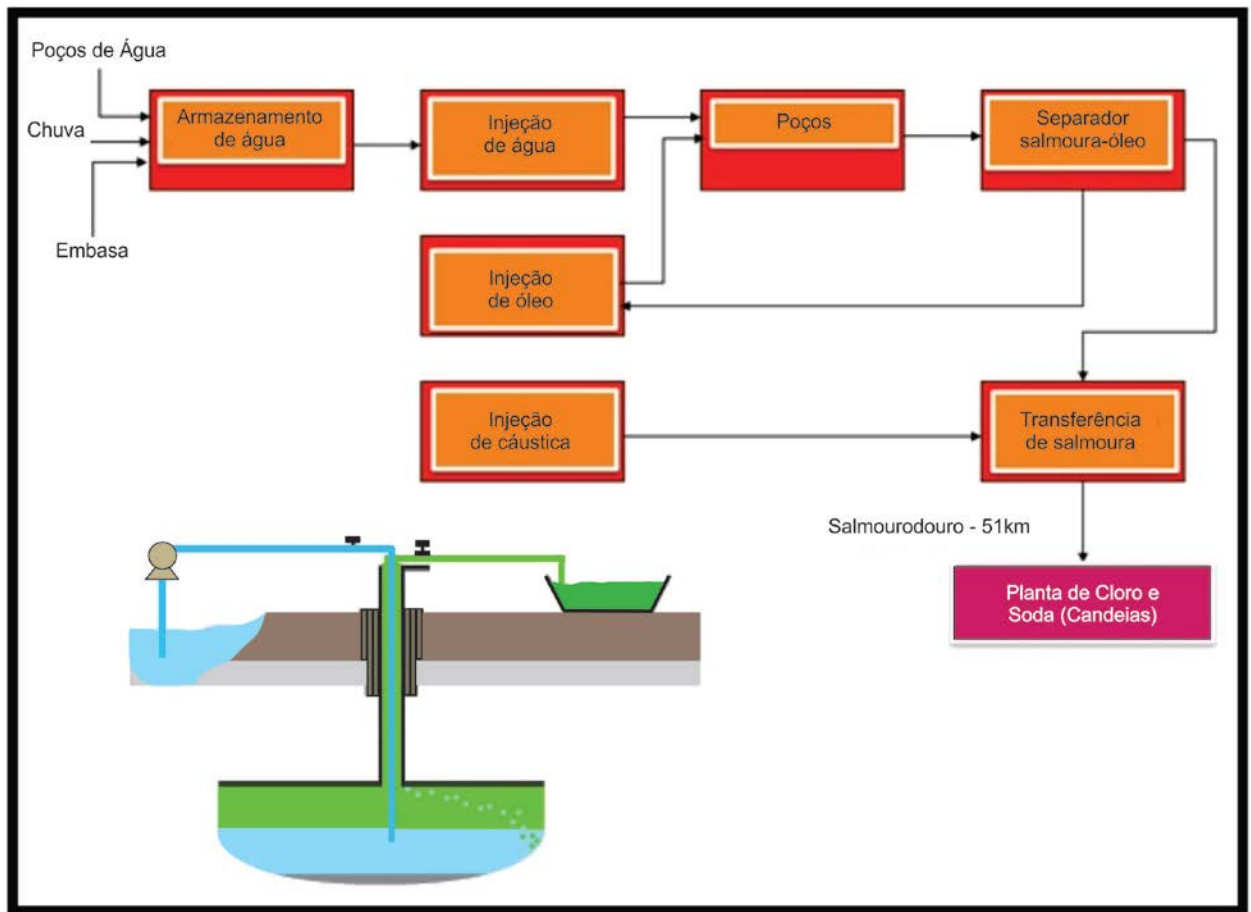 Poços de Água
Chuva
Embasa
Armazenamento
de água
Injeção
de água
Poços
Separador
salmoura-óleo
Injeção
de óleo
Injeção
de cáustica
Transferência
de salmoura
Salmourodouro - 51km
Planta de Cloro e
Soda (Candeias)